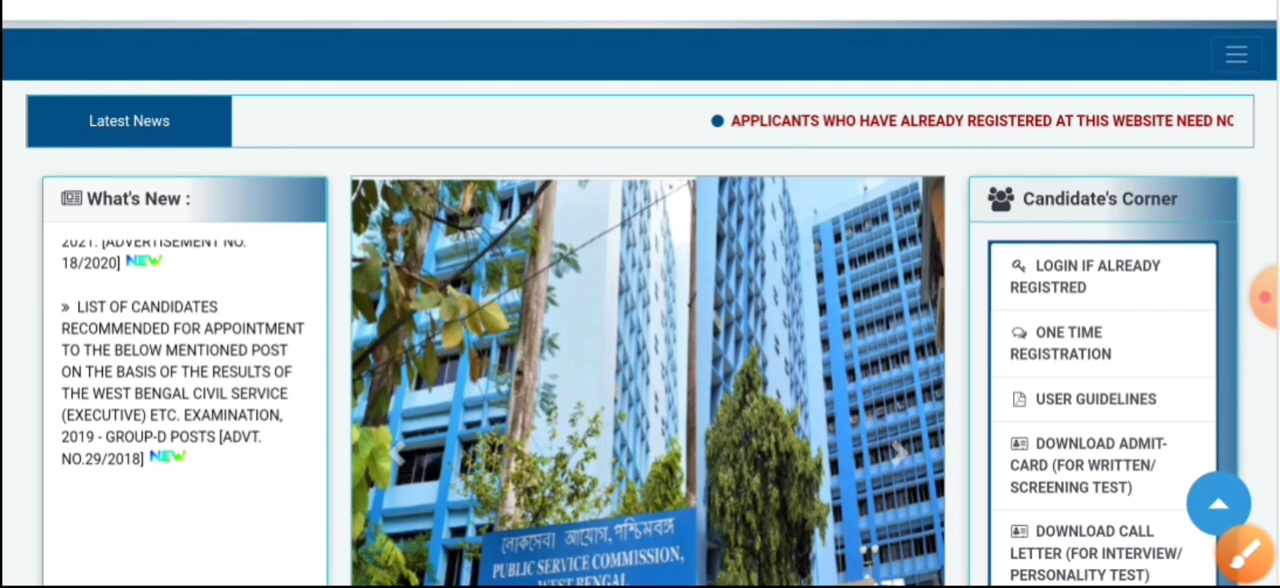 Latest News
APPLICANTS WHO HAVE ALREADY REGISTERED AT THIS WEBSITE NEED
What's New :
2021. [ADVERTISEMENT NO.
18/2020] NEW
» LIST OF CANDIDATES
RECOMMENDED FOR APPOINTMENT
TO THE BELOW MENTIONED POST
ON THE BASIS OF THE RESULTS OF
THE WEST BENGAL CIVIL SERVICE
(EXECUTIVE) ETC. EXAMINATION,
2019 - GROUP-D POSTS [ADVT.
NO.29/2018] NEW
লোকসেবা আয়োগ, পশ্চিমবঙ্গ
PUBLIC SERVICE COMMISSION,
WEST BENGAL
Candidate's Corner
LOGIN IF ALREADY
REGISTRED
ONE TIME
REGISTRATION
USER GUIDELINES
DOWNLOAD ADMIT-
CARD (FOR WRITTEN/
SCREENING TEST)
DOWNLOAD CALL
LETTER (FOR INTERVIEW/
PERSONALITY TEST)